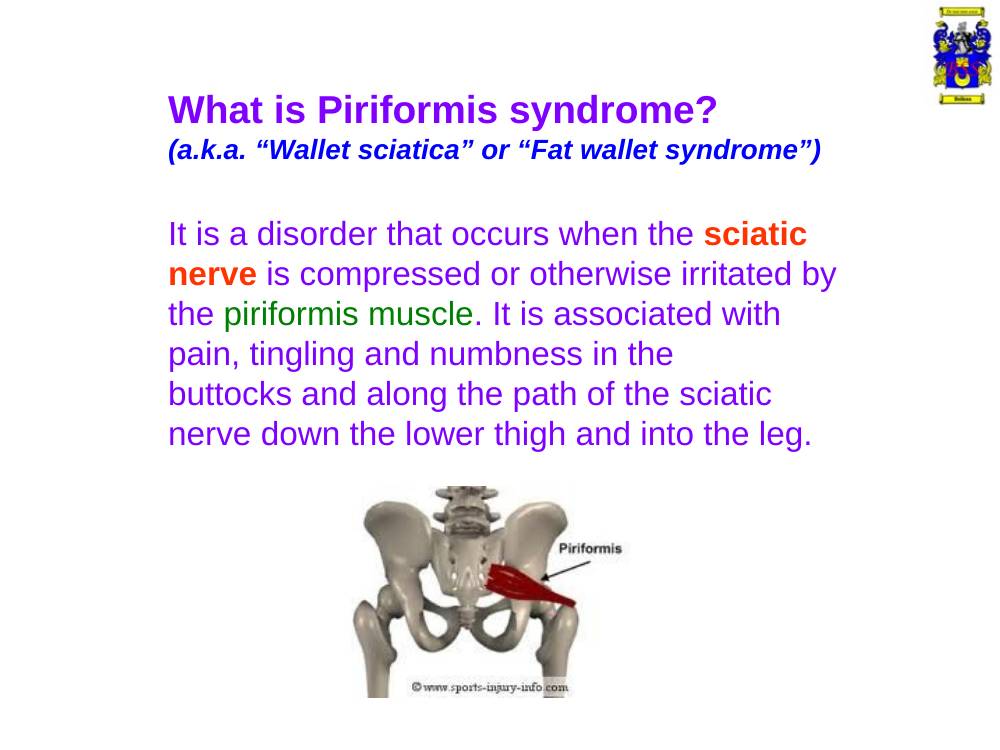 What is Piriformis syndrome?
(a.k.a. “Wallet sciatica” or “Fat wallet syndrome”)
It is a disorder that occurs when the sciatic
nerve is compressed or otherwise irritated by
the piriformis muscle. It is associated with
pain, tingling and numbness in the
buttocks and along the path of the sciatic
nerve down the lower thigh and into the leg.
Piriformis
©www.sports-injury-info.com